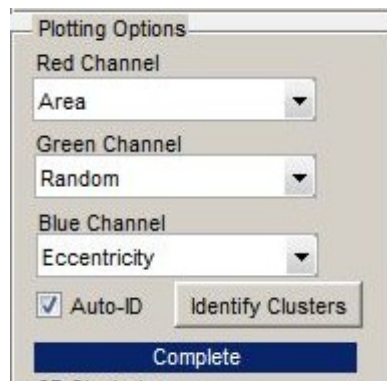 Plotting Options
Red Channel
Area
Green Channel
Random
Blue Channel
Eccentricity
Auto-ID Identify Clusters
Complete